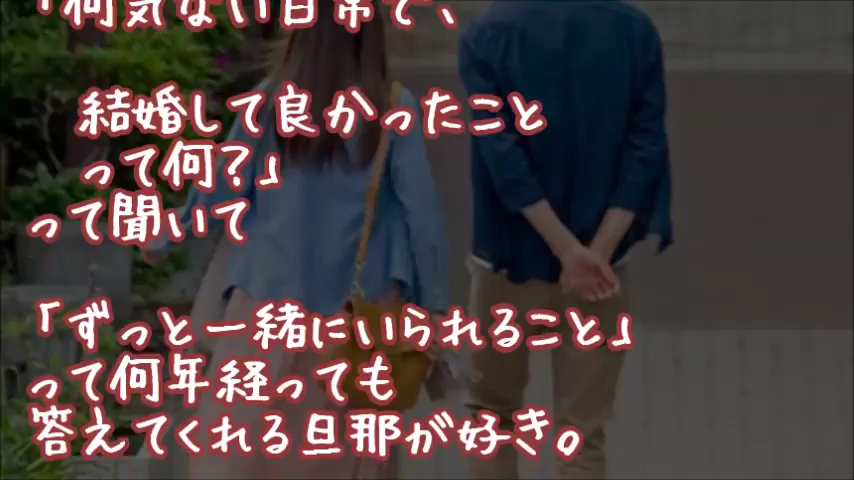 「何気ない日常で、
結婚して良かったこと
って何?」
って聞いて
「ずっと一緒にいられること」
って何年経っても
答えてくれる旦那が好き。